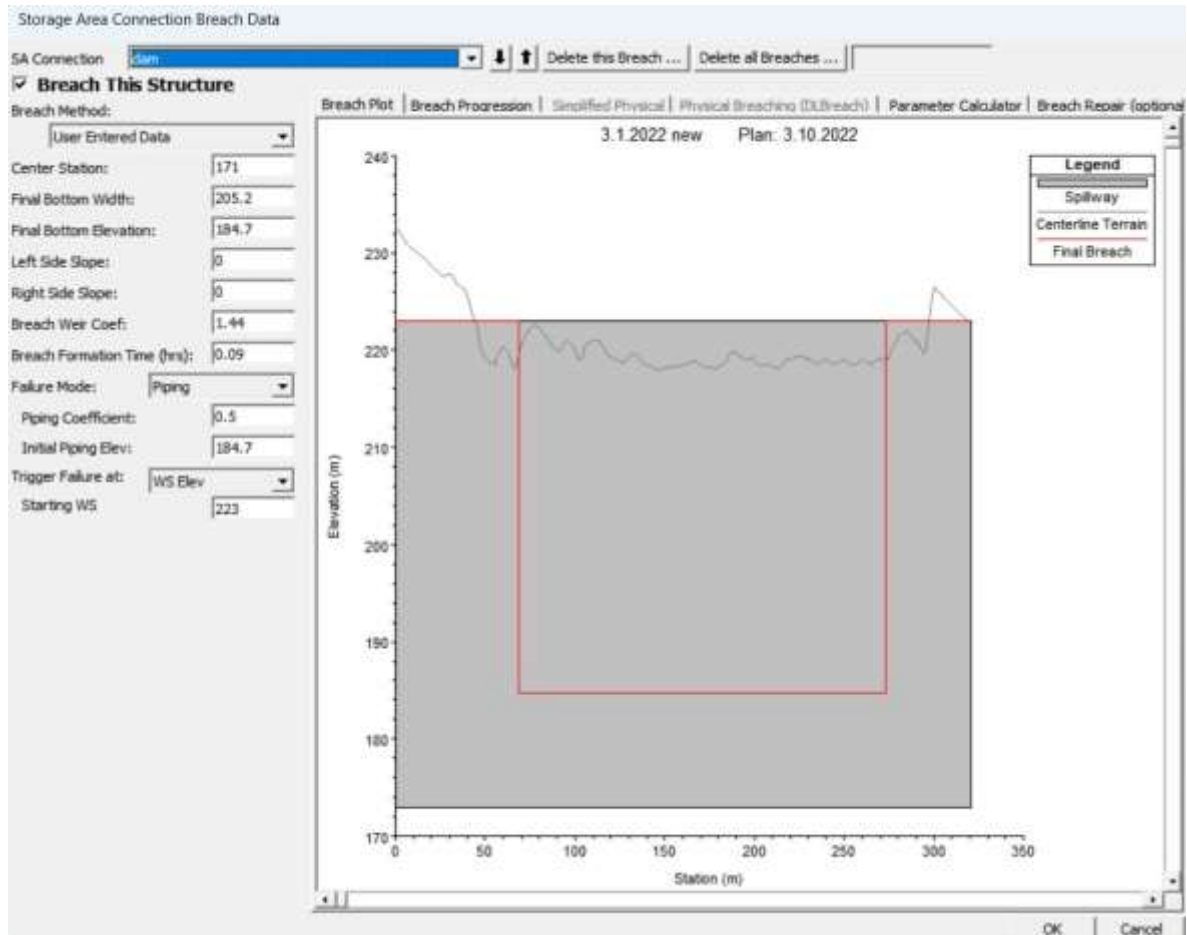 Storage Area Connection Breach Data
SA Connection dam Delete this Breach ... Delete all Breaches ...
Breach This Structure
Breach Method:
User Entered Data
Center Station: 171
Final Bottom Width: 205.2
Final Bottom Elevation: 184.7
Left Side Slope: 0
Right Side Slope: 0
Breach Weir Coef: 1.44
Breach Formation Time (hrs): 0.09
Failure Mode: Piping
Piping Coefficient: 0.5
Initial Piping Elev: 184.7
Trigger Failure at: WS Elev
Starting WS 223
Breach Plot Breach Progression Simplified Physical Physical Breaching (DLBreach) Parameter Calculator Breach Repair (optional
3.1.2022 new Plan: 3.10.2022
Legend
Spillway
Centerline Terrain
Final Breach
Elevation (m)
240
230
220
210
200
190
180
170
0 50 100 150 200 250 300 350
Station (m)
OK Cancel